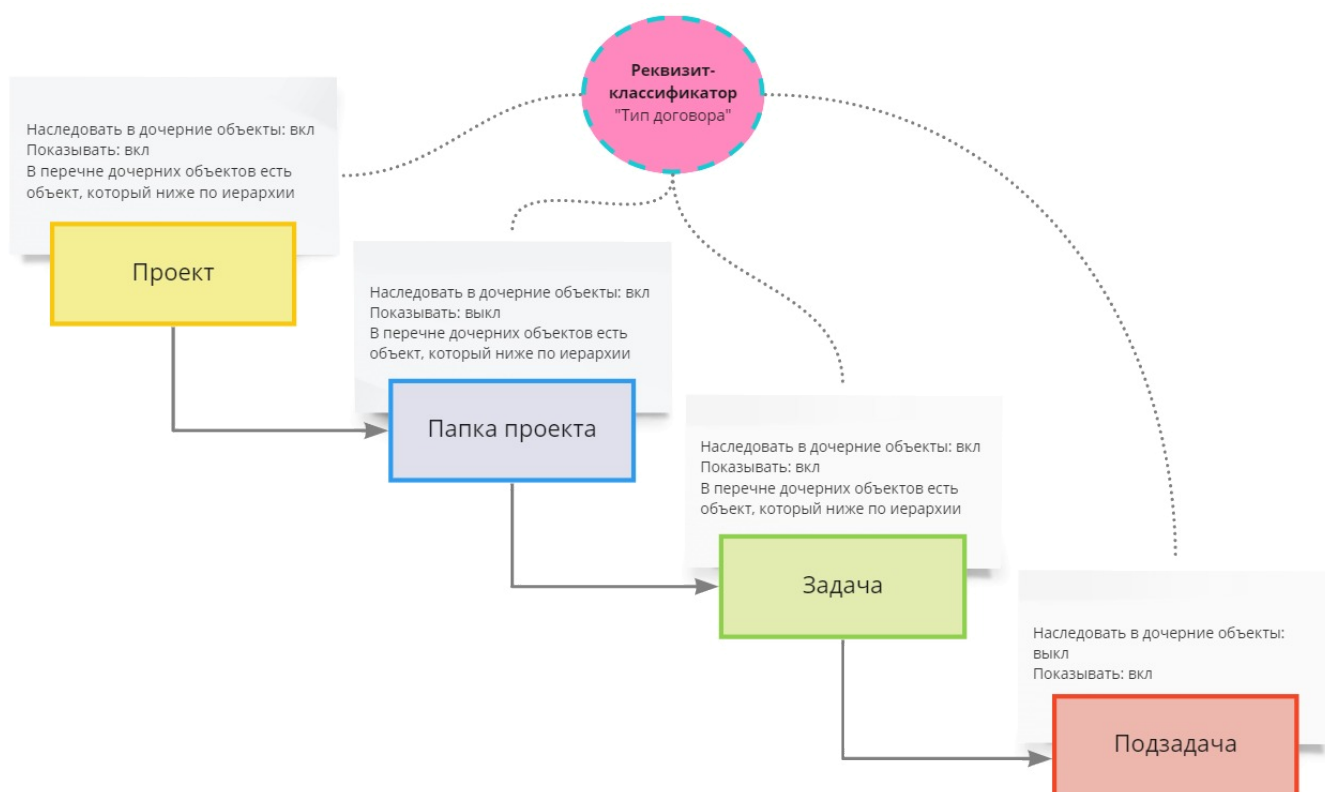 Реквизит-
классификатор
"Тип договора"
Наследовать в дочерние объекты: вкл
Показывать: вкл
В перечне дочерних объектов есть
объект, который ниже по иерархии
Проект
Наследовать в дочерние объекты: вкл
Показывать: выкл
В перечне дочерних объектов есть
объект, который ниже по иерархии
Папка проекта
Наследовать в дочерние объекты: вкл
Показывать: вкл
В перечне дочерних объектов есть
объект, который ниже по иерархии
Задача
Наследовать в дочерние объекты:
выкл
Показывать: вкл
Подзадача